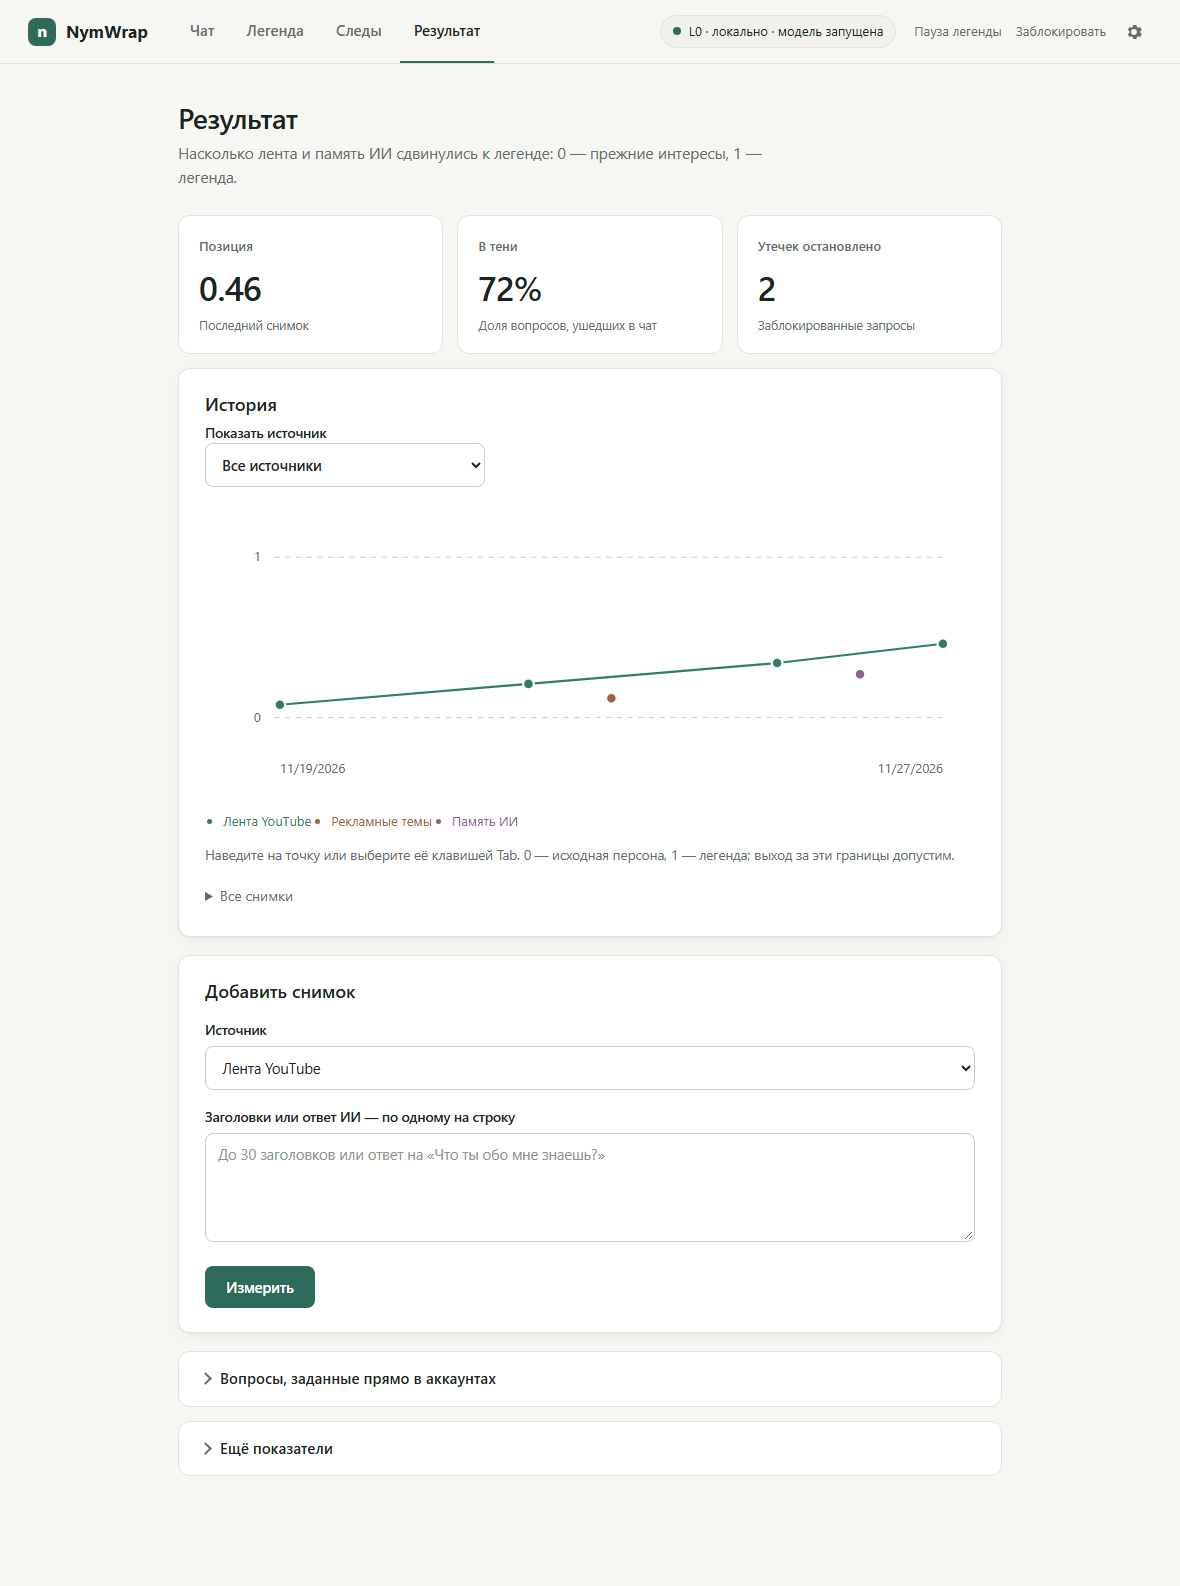 n NymWrap Чат Легенда Следы Результат L0 · локально · модель запущена Пауза легенды Заблокировать
Результат
Насколько лента и память ИИ сдвинулись к легенде: 0 — прежние интересы, 1 —
легенда.
Позиция
0.46
Последний снимок
В тени
72%
Доля вопросов, ушедших в чат
Утечек остановлено
2
Заблокированные запросы
История
Показать источник
Все источники
1
0
11/19/2026 11/27/2026
Лента YouTube Рекламные темы Память ИИ
Наведите на точку или выберите её клавишей Tab. 0 — исходная персона, 1 — легенда; выход за эти границы допустим.
Все снимки
Добавить снимок
Источник
Лента YouTube
Заголовки или ответ ИИ — по одному на строку
До 30 заголовков или ответ на «Что ты обо мне знаешь?»
Измерить
Вопросы, заданные прямо в аккаунтах
Ещё показатели